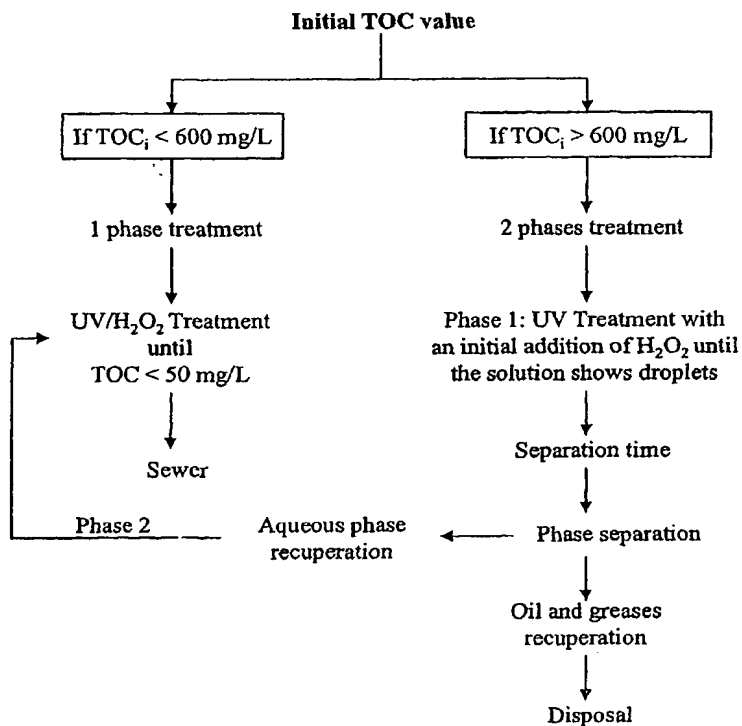 Initial TOC value
If TOCᵢ < 600 mg/L
If TOCᵢ > 600 mg/L
1 phase treatment
2 phases treatment
UV/H₂O₂ Treatment
until
TOC < 50 mg/L
Phase 1: UV Treatment with
an initial addition of H₂O₂ until
the solution shows droplets
Sewer
Separation time
Phase 2
Aqueous phase
recuperation
Phase separation
Oil and greases
recuperation
Disposal